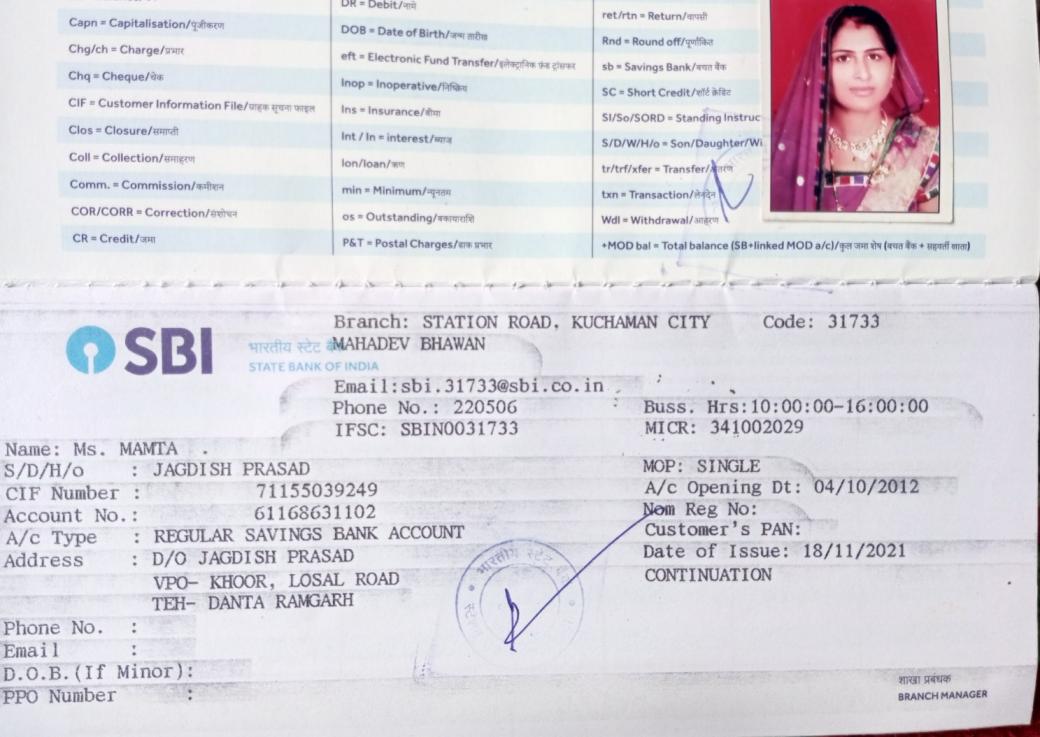 Capn = Capitalisation/पूंजीकरण
Chg/ch = Charge/प्रभार
Chq = Cheque/चेक
CIF = Customer Information File/ग्राहक सूचना फाइल
Clos = Closure/समाप्ती
Coll = Collection/समाहरण
Comm. = Commission/कमीशन
COR/CORR = Correction/संशोधन
CR = Credit/जमा
DR = Debit/नामे
DOB = Date of Birth/जन्म तारीख
eft = Electronic Fund Transfer/इलेक्ट्रानिक फंड ट्रांसफर
Inop = Inoperative/निष्क्रिय
Ins = Insurance/बीमा
Int / In = interest/ब्याज
lon/loan/ऋण
min = Minimum/न्यूनतम
os = Outstanding/बकायाराशि
P&T = Postal Charges/डाक प्रभार
ret/rtn = Return/वापसी
Rnd = Round off/पूर्णांकित
sb = Savings Bank/बचत बैंक
SC = Short Credit/शॉर्ट क्रेडिट
SI/So/SORD = Standing Instruc
S/D/W/H/o = Son/Daughter/Wi
tr/trf/xfer = Transfer/
txn = Transaction/लेनदेन
Wdl = Withdrawal/आहरण
+MOD bal = Total balance (SB+linked MOD a/c)/कुल जमा शेष (बचत बैंक + सहवर्ती खाता)
SBI
भारतीय स्टेट
STATE BANK OF INDIA
Branch: STATION ROAD, KUCHAMAN CITY Code: 31733
MAHADEV BHAWAN
Email:sbi.31733@sbi.co.in
Phone No.: 220506 Buss. Hrs:10:00:00-16:00:00
IFSC: SBIN0031733 MICR: 341002029
Name: Ms. MAMTA .
S/D/H/o : JAGDISH PRASAD MOP: SINGLE
CIF Number : 71155039249 A/c Opening Dt: 04/10/2012
Account No.: 61168631102 Nom Reg No:
A/c Type : REGULAR SAVINGS BANK ACCOUNT Customer's PAN:
Address : D/O JAGDISH PRASAD Date of Issue: 18/11/2021
VPO- KHOOR, LOSAL ROAD CONTINUATION
TEH- DANTA RAMGARH
Phone No. :
Email :
D.O.B.(If Minor):
PPO Number :
शाखा प्रबंधक
BRANCH MANAGER